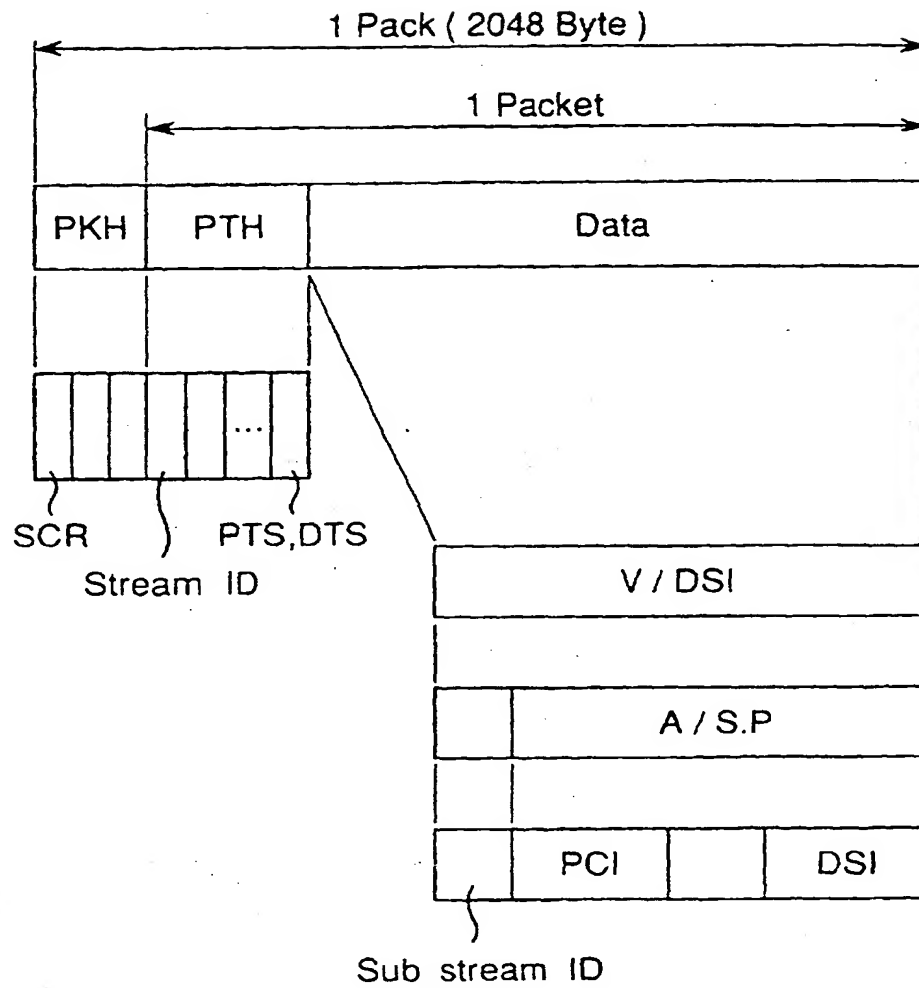 1 Pack ( 2048 Byte )
1 Packet
PKH PTH Data
...
SCR PTS,DTS
Stream ID
V / DSI
A / S.P
PCI DSI
Sub stream ID